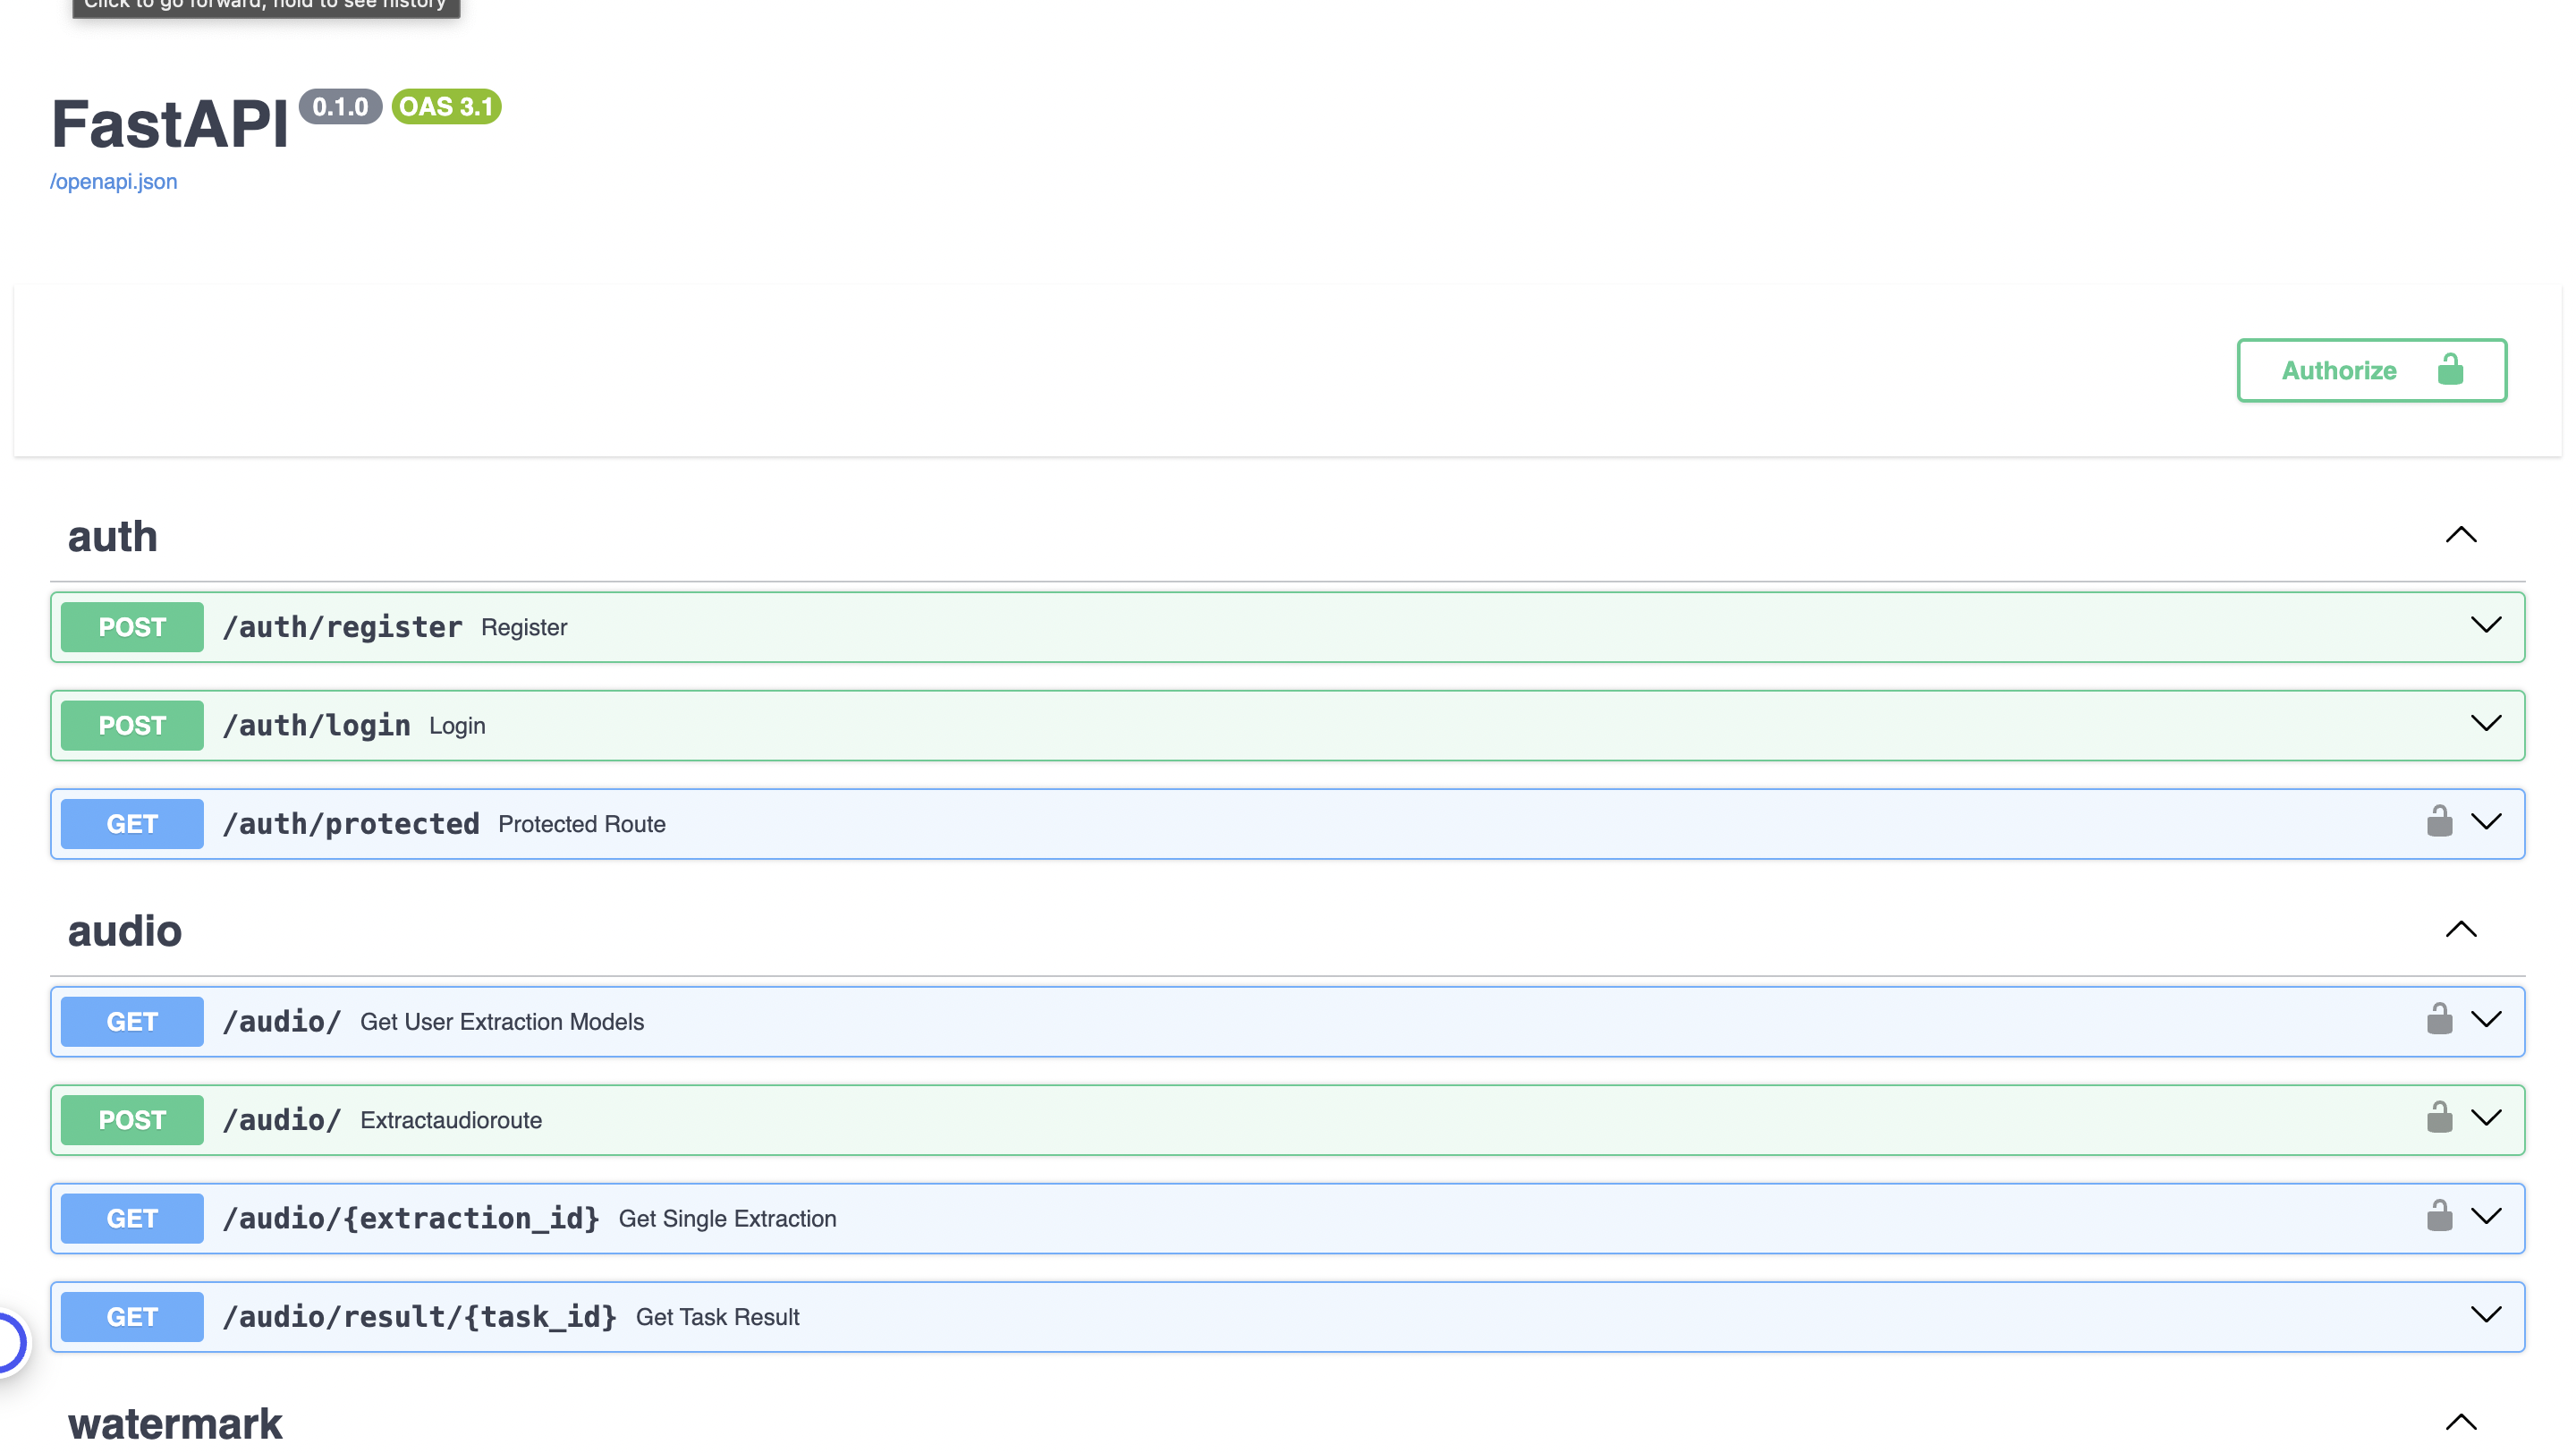 Click to go forward, hold to see history
FastAPI 0.1.0 OAS 3.1
/openapi.json
Authorize
auth
POST /auth/register Register
POST /auth/login Login
GET /auth/protected Protected Route
audio
GET /audio/ Get User Extraction Models
POST /audio/ Extractaudioroute
GET /audio/{extraction_id} Get Single Extraction
GET /audio/result/{task_id} Get Task Result
watermark